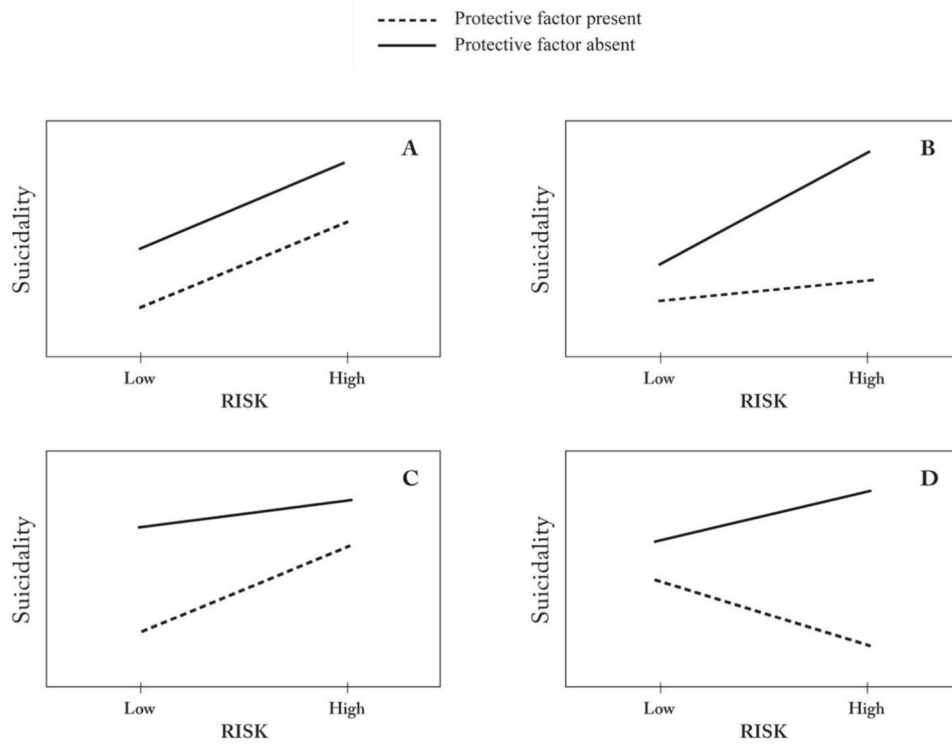 Protective factor present
Protective factor absent
A
Suicidality
Low
High
RISK
B
Suicidality
Low
High
RISK
C
Suicidality
Low
High
RISK
D
Suicidality
Low
High
RISK